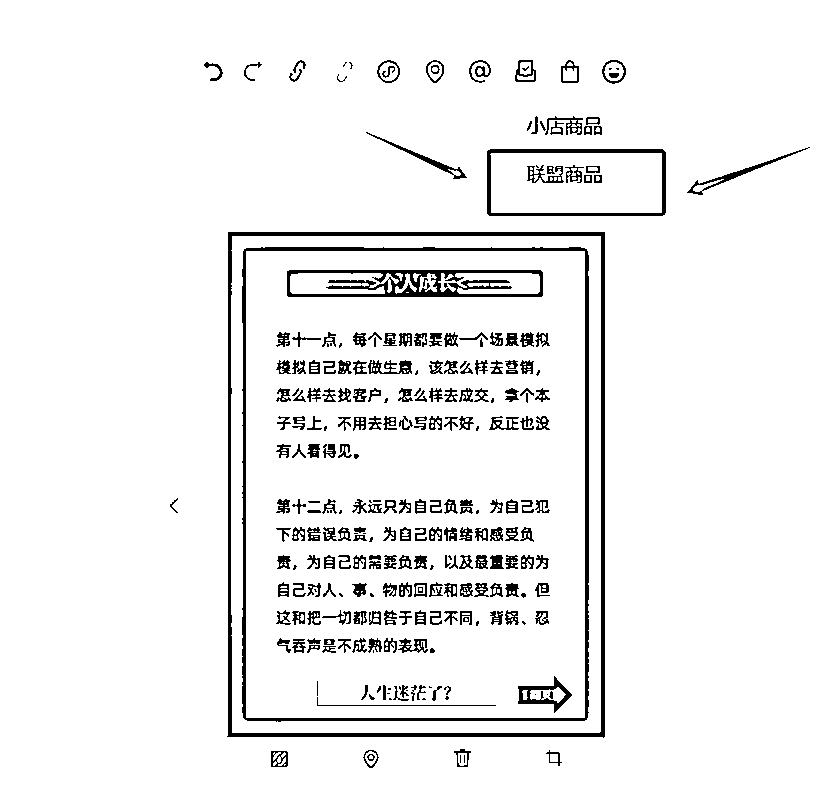 小店商品
联盟商品
个人成长
第十一点，每个星期都要做一个场景模拟
模拟自己就在做生意，该怎么样去营销，
怎么样去找客户，怎么样去成交，拿个本
子写上，不用去担心写的不好，反正也没
有人看得见。
第十二点，永远只为自己负责，为自己犯
下的错误负责，为自己的情绪和感受负
责，为自己的需要负责，以及最重要的为
自己对人、事、物的回应和感受负责。但
这和把一切都归咎于自己不同，背锅、忍
气吞声是不成熟的表现。
人生迷茫了？